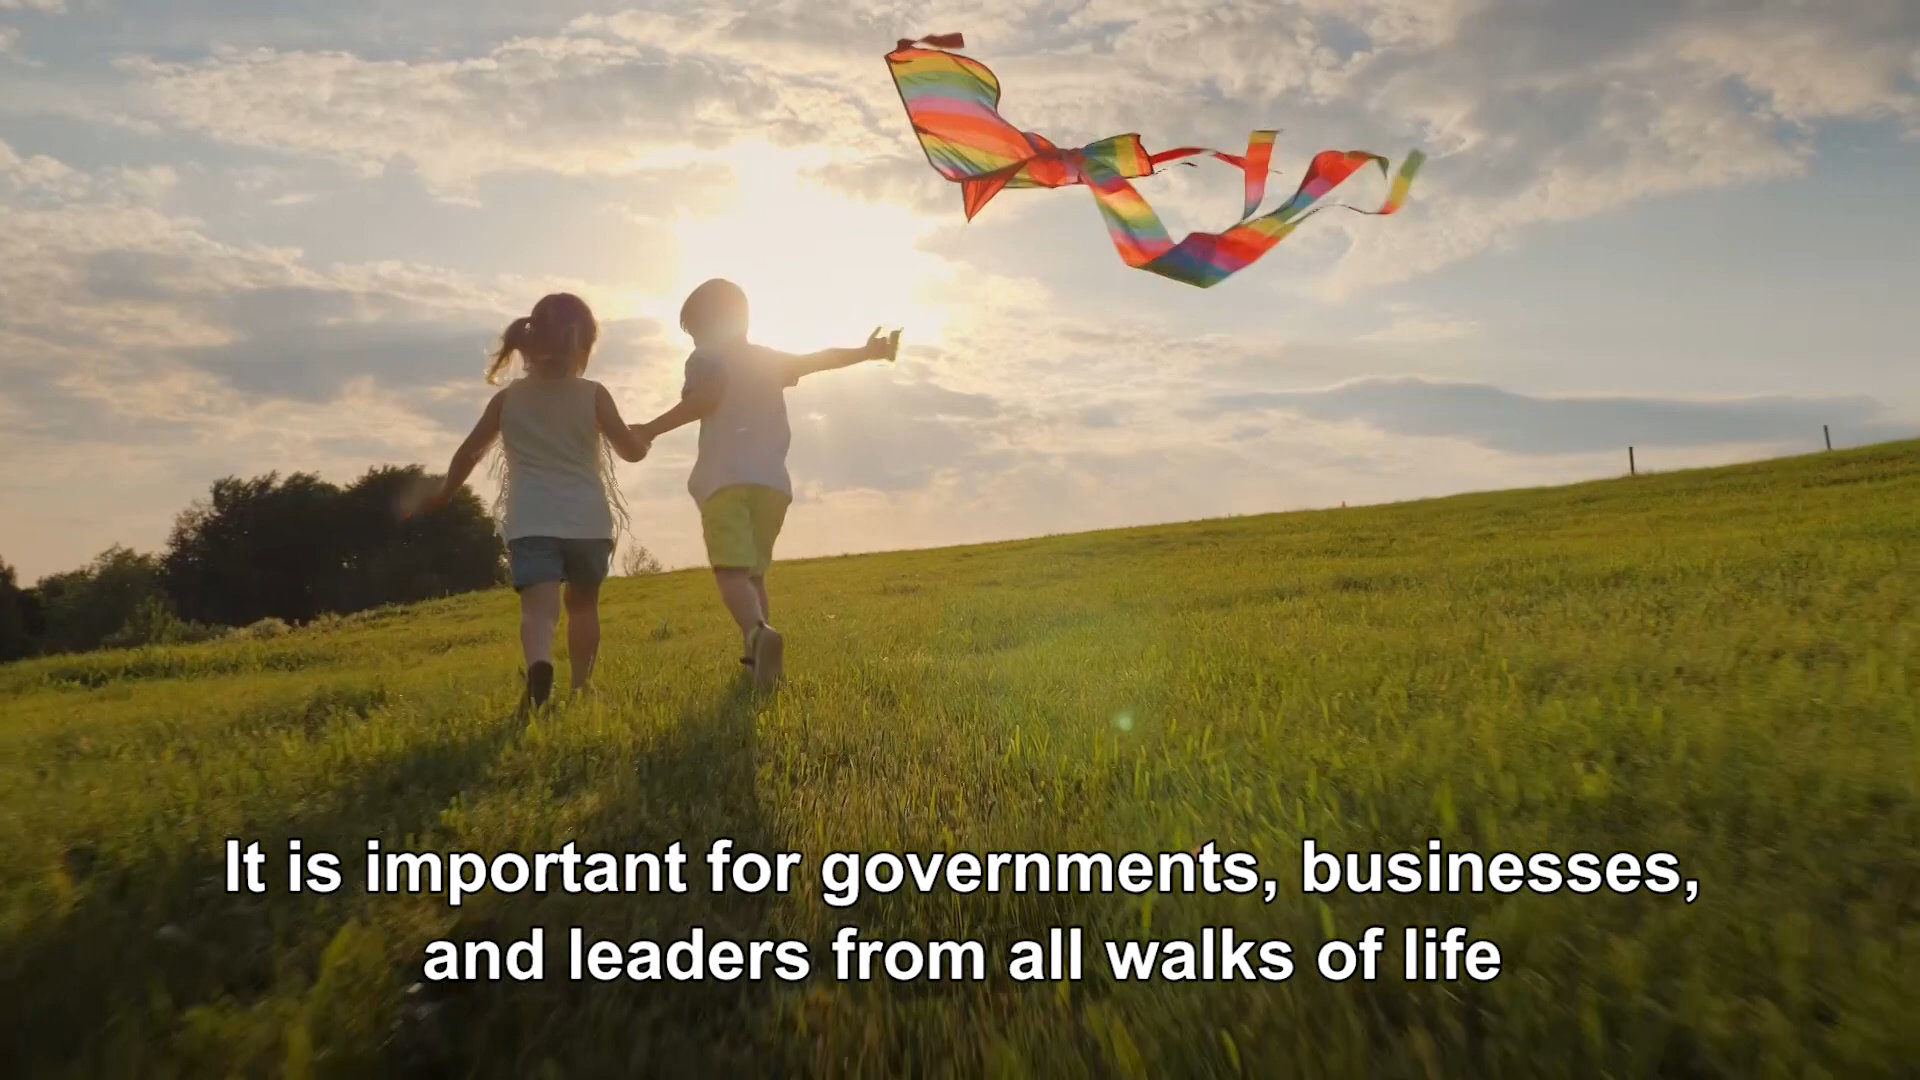 It is important for governments, businesses,
and leaders from all walks of life